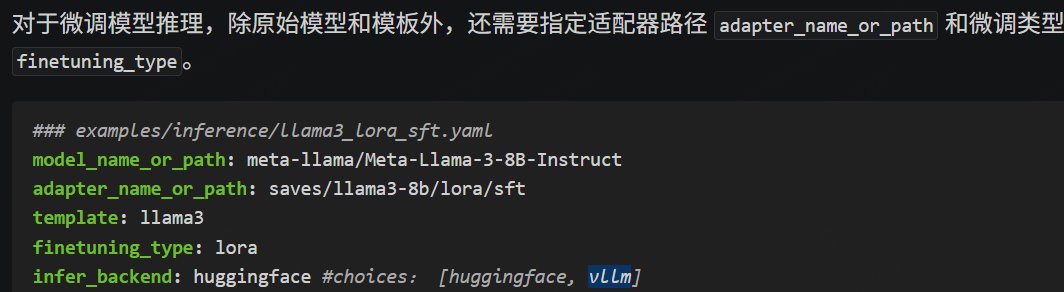 对于微调模型推理，除原始模型和模板外，还需要指定适配器路径 adapter_name_or_path 和微调类型
finetuning_type。
### examples/inference/llama3_lora_sft.yaml
model_name_or_path: meta-llama/Meta-Llama-3-8B-Instruct
adapter_name_or_path: saves/llama3-8b/lora/sft
template: llama3
finetuning_type: lora
infer_backend: huggingface #choices： [huggingface, vllm]